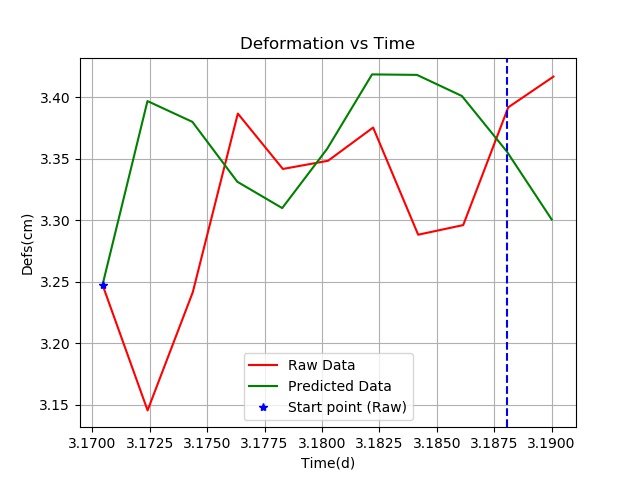 Deformation vs Time
Defs(cm)
3.40
3.35
3.30
3.25
3.20
3.15
Raw Data
Predicted Data
Start point (Raw)
3.1700 3.1725 3.1750 3.1775 3.1800 3.1825 3.1850 3.1875 3.1900
Time(d)